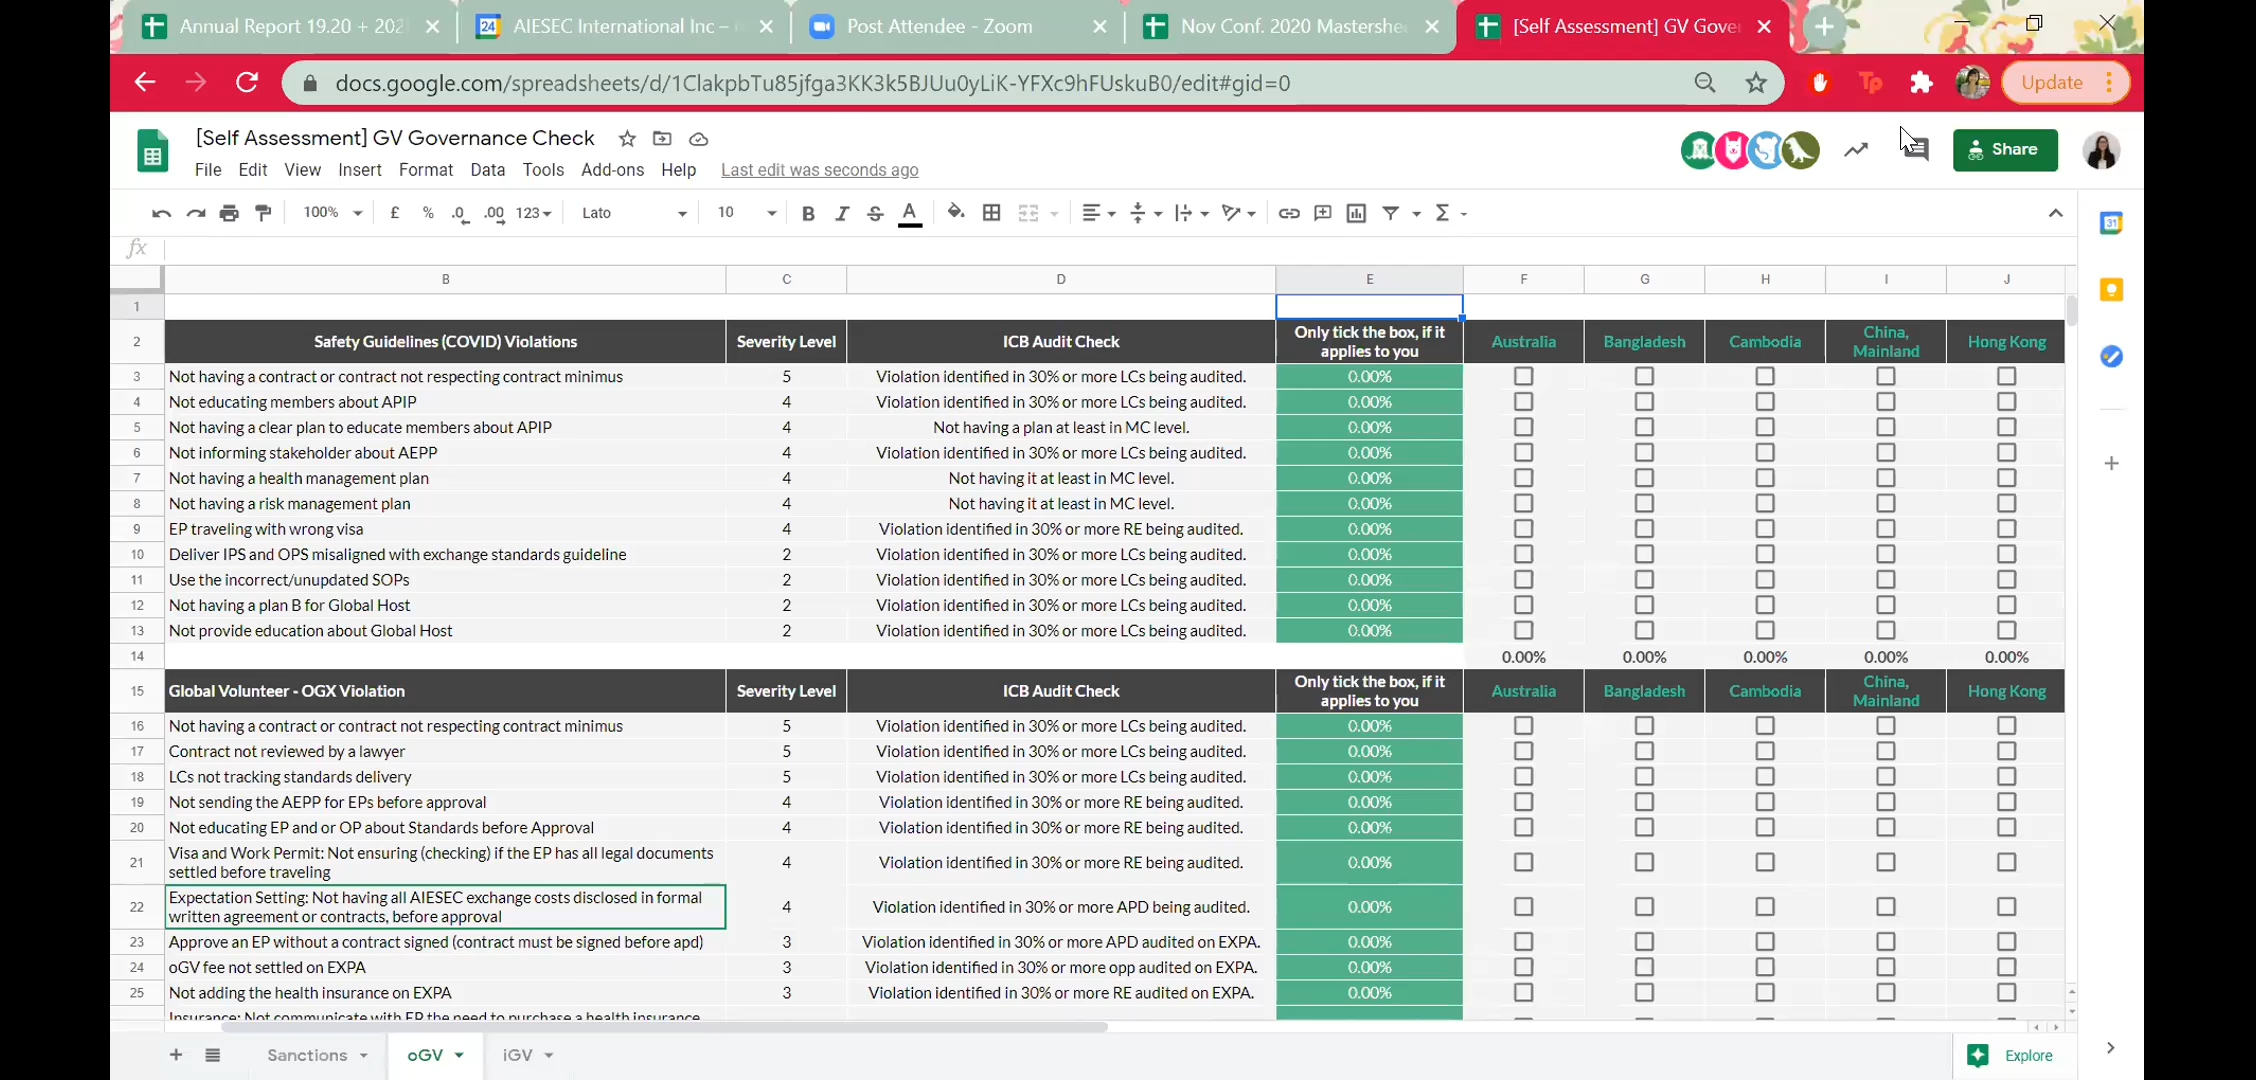 Annual Report 19.20 + 202
24
AIESEC International Inc –
Post Attendee - Zoom
Nov Conf. 2020 Mastershe
[Self Assessment] GV Gove
docs.google.com/spreadsheets/d/1ClakpbTu85jfga3KK3k5BJUu0yLiK-YFXc9hFUskuB0/edit#gid=0
Tp
Update
[Self Assessment] GV Governance Check
Share
File Edit View Insert Format Data Tools Add-ons Help Last edit was seconds ago
100% £ % .0 .00 123 Lato 10 B I S A Σ
31
fx
B C D E F G H I J
1
2 Safety Guidelines (COVID) Violations Severity Level ICB Audit Check Only tick the box, if it applies to you Australia Bangladesh Cambodia China, Mainland Hong Kong
3 Not having a contract or contract not respecting contract minimus 5 Violation identified in 30% or more LCs being audited. 0.00%
4 Not educating members about APIP 4 Violation identified in 30% or more LCs being audited. 0.00%
5 Not having a clear plan to educate members about APIP 4 Not having a plan at least in MC level. 0.00%
6 Not informing stakeholder about AEPP 4 Violation identified in 30% or more LCs being audited. 0.00%
7 Not having a health management plan 4 Not having it at least in MC level. 0.00%
8 Not having a risk management plan 4 Not having it at least in MC level. 0.00%
9 EP traveling with wrong visa 4 Violation identified in 30% or more RE being audited. 0.00%
10 Deliver IPS and OPS misaligned with exchange standards guideline 2 Violation identified in 30% or more LCs being audited. 0.00%
11 Use the incorrect/unupdated SOPs 2 Violation identified in 30% or more LCs being audited. 0.00%
12 Not having a plan B for Global Host 2 Violation identified in 30% or more LCs being audited. 0.00%
13 Not provide education about Global Host 2 Violation identified in 30% or more LCs being audited. 0.00%
14 0.00% 0.00% 0.00% 0.00% 0.00%
15 Global Volunteer - OGX Violation Severity Level ICB Audit Check Only tick the box, if it applies to you Australia Bangladesh Cambodia China, Mainland Hong Kong
16 Not having a contract or contract not respecting contract minimus 5 Violation identified in 30% or more LCs being audited. 0.00%
17 Contract not reviewed by a lawyer 5 Violation identified in 30% or more LCs being audited. 0.00%
18 LCs not tracking standards delivery 5 Violation identified in 30% or more LCs being audited. 0.00%
19 Not sending the AEPP for EPs before approval 4 Violation identified in 30% or more RE being audited. 0.00%
20 Not educating EP and or OP about Standards before Approval 4 Violation identified in 30% or more RE being audited. 0.00%
21 Visa and Work Permit: Not ensuring (checking) if the EP has all legal documents settled before traveling 4 Violation identified in 30% or more RE being audited. 0.00%
22 Expectation Setting: Not having all AIESEC exchange costs disclosed in formal written agreement or contracts, before approval 4 Violation identified in 30% or more APD being audited. 0.00%
23 Approve an EP without a contract signed (contract must be signed before apd) 3 Violation identified in 30% or more APD audited on EXPA. 0.00%
24 oGV fee not settled on EXPA 3 Violation identified in 30% or more opp audited on EXPA. 0.00%
25 Not adding the health insurance on EXPA 3 Violation identified in 30% or more RE audited on EXPA. 0.00%
Insurance: Not communicate with EP the need to purchase a health insurance
Sanctions oGV iGV Explore